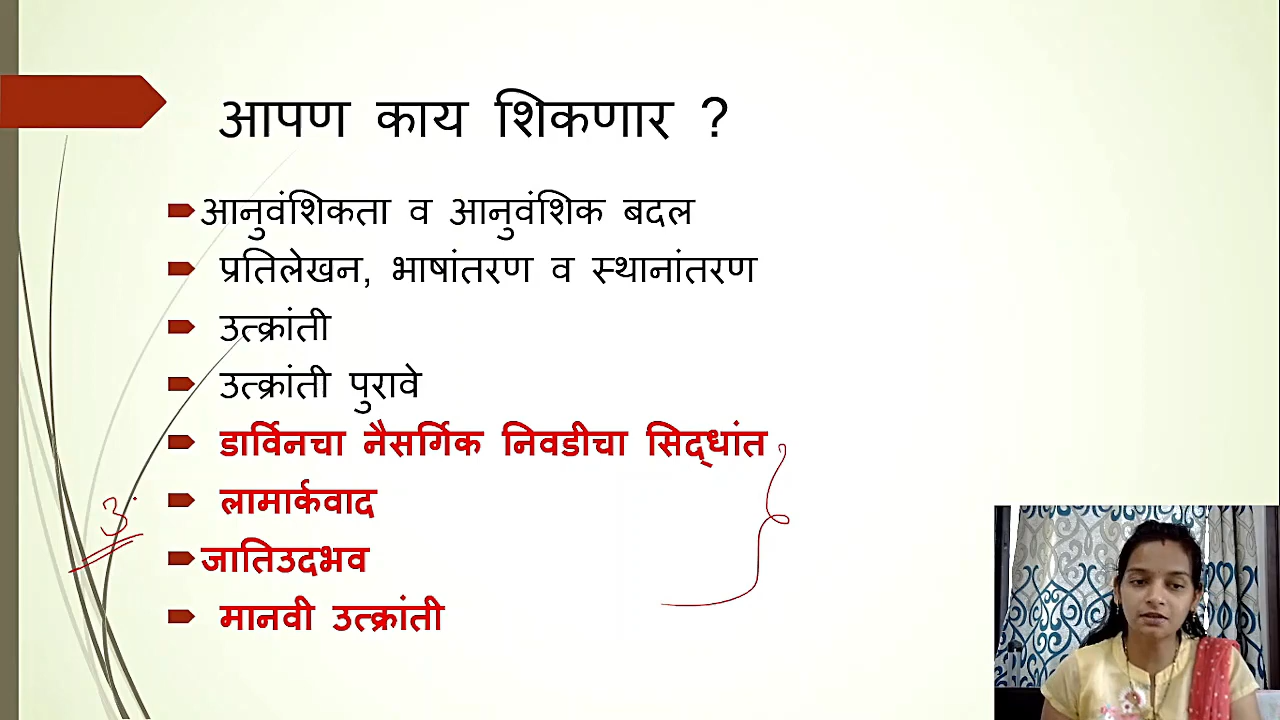 आपण काय शिकणार ?
आनुवंशिकता व आनुवंशिक बदल
प्रतिलेखन, भाषांतरण व स्थानांतरण
उत्क्रांती
उत्क्रांती पुरावे
डार्विनचा नैसर्गिक निवडीचा सिद्धांत
लामार्कवाद
जातिउदभव
मानवी उत्क्रांती